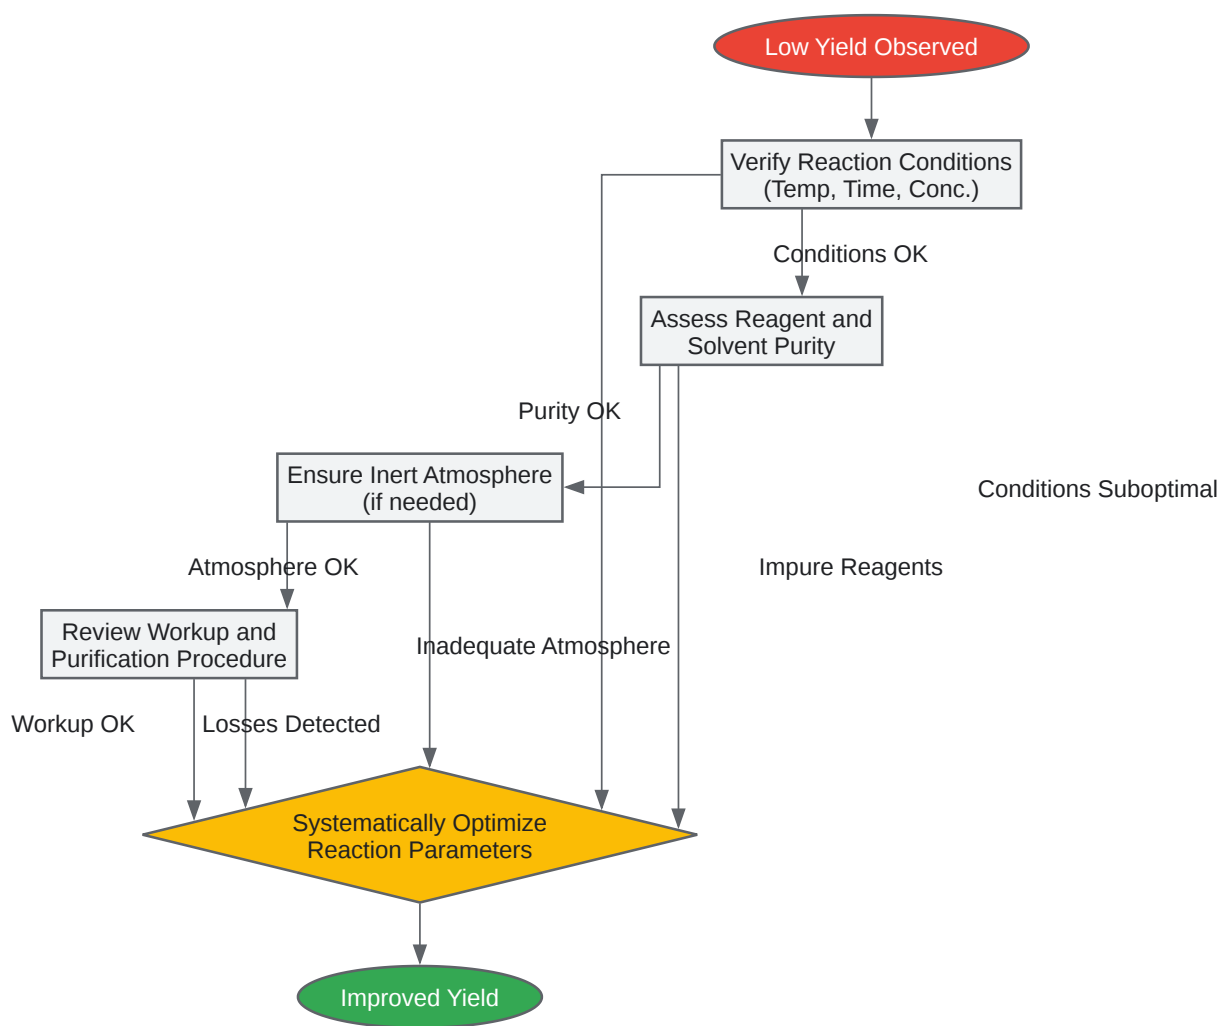 Low Yield Observed
Verify Reaction Conditions
(Temp, Time, Conc.)
Conditions OK
Assess Reagent and
Solvent Purity
Purity OK
Ensure Inert Atmosphere
(if needed)
Conditions Suboptimal
Atmosphere OK
Impure Reagents
Review Workup and
Purification Procedure
Inadequate Atmosphere
Workup OK
Losses Detected
Systematically Optimize
Reaction Parameters
Improved Yield